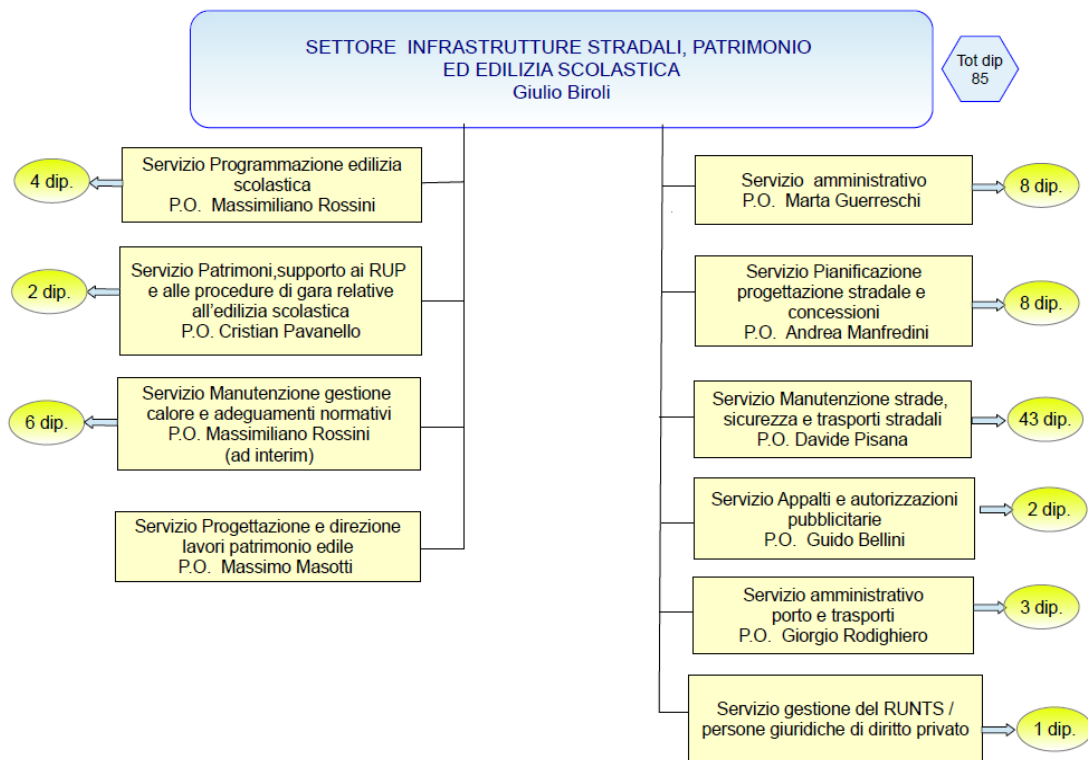 SETTORE INFRASTRUTTURE STRADALI, PATRIMONIO
ED EDILIZIA SCOLASTICA
Giulio Biroli
Tot dip
85
Servizio Programmazione edilizia
scolastica
P.O. Massimiliano Rossini
4 dip.
Servizio Patrimoni,supporto ai RUP
e alle procedure di gara relative
all'edilizia scolastica
P.O. Cristian Pavanello
2 dip.
Servizio Manutenzione gestione
calore e adeguamenti normativi
P.O. Massimiliano Rossini
(ad interim)
6 dip.
Servizio Progettazione e direzione
lavori patrimonio edile
P.O. Massimo Masotti
Servizio amministrativo
P.O. Marta Guerreschi
8 dip.
Servizio Pianificazione
progettazione stradale e
concessioni
P.O. Andrea Manfredini
8 dip.
Servizio Manutenzione strade,
sicurezza e trasporti stradali
P.O. Davide Pisana
43 dip.
Servizio Appalti e autorizzazioni
pubblicitarie
P.O. Guido Bellini
2 dip.
Servizio amministrativo
porto e trasporti
P.O. Giorgio Rodighiero
3 dip.
Servizio gestione del RUNTS /
persone giuridiche di diritto privato
1 dip.